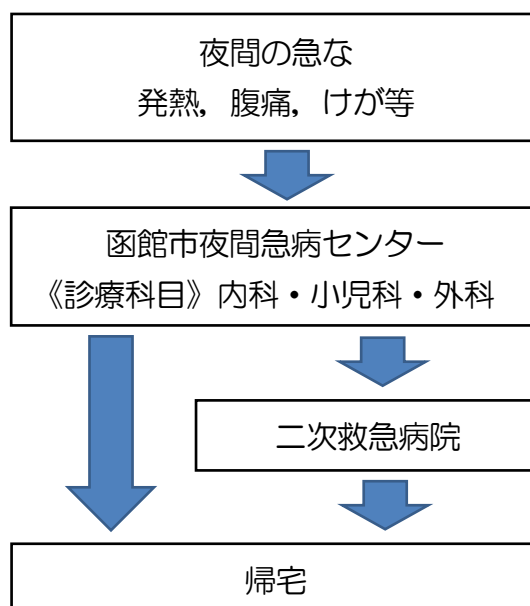 夜間の急な
発熱，腹痛，けが等
函館市夜間急病センター
《診療科目》内科・小児科・外科
二次救急病院
帰宅